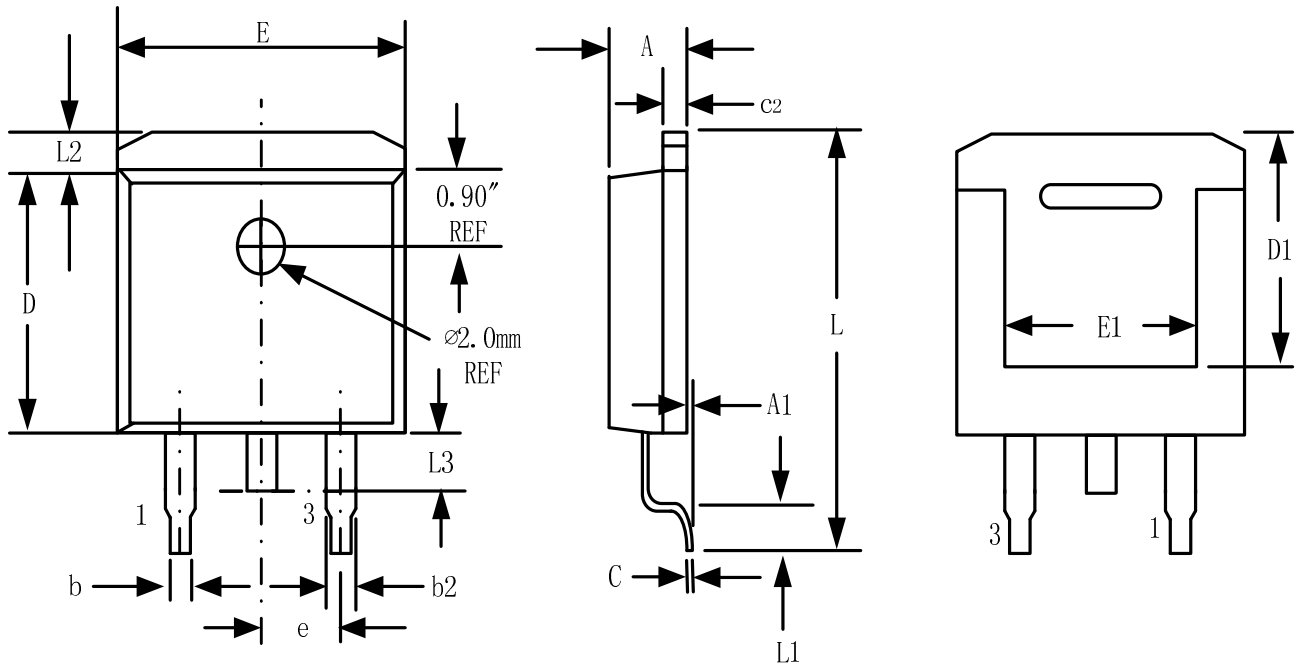 E
L2
D
0.90″
REF
⌀2.0mm
REF
L3
1
3
b
b2
e
A
c2
L
A1
C
L1
D1
E1
3
1